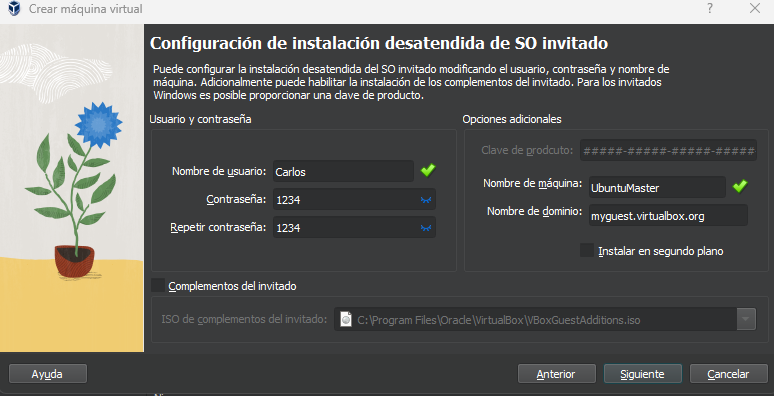 Crear máquina virtual
Configuración de instalación desatendida de SO invitado
Puede configurar la instalación desatendida del SO invitado modificando el usuario, contraseña y nombre de
máquina. Adicionalmente puede habilitar la instalación de los complementos del invitado. Para los invitados
Windows es posible proporcionar una clave de producto.
Usuario y contraseña
Nombre de usuario: Carlos
Contraseña: 1234
Repetir contraseña: 1234
Opciones adicionales
Clave de prodcuto: #####-#####-#####-#####
Nombre de máquina: UbuntuMaster
Nombre de dominio: myguest.virtualbox.org
Instalar en segundo plano
Complementos del invitado
ISO de complementos del invitado: C:\Program Files\Oracle\VirtualBox\VBoxGuestAdditions.iso
Ayuda
Anterior
Siguiente
Cancelar